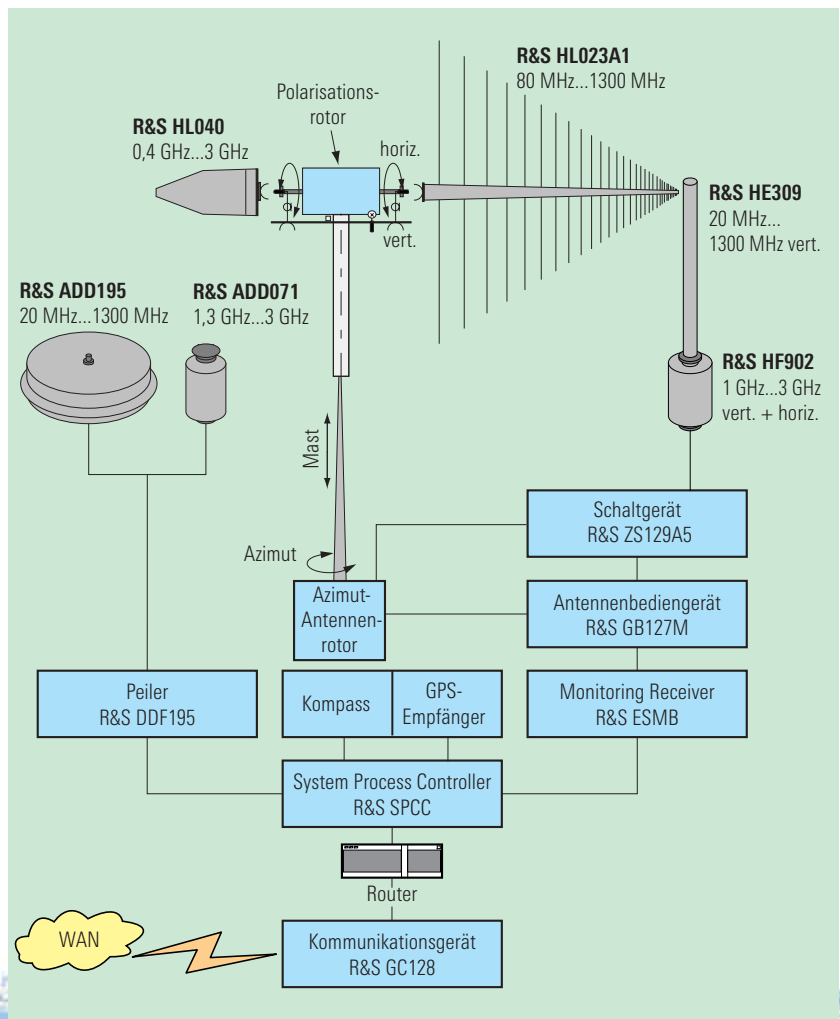 R&S HL023A1
80 MHz...1300 MHz
Polarisations-
rotor
R&S HL040
0,4 GHz...3 GHz
horiz.
vert.
R&S HE309
20 MHz...
1300 MHz vert.
R&S ADD195
20 MHz...1300 MHz
R&S ADD071
1,3 GHz...3 GHz
R&S HF902
1 GHz...3 GHz
vert. + horiz.
Mast
Azimut
Schaltgerät
R&S ZS129A5
Azimut-
Antennen-
rotor
Antennenbediengerät
R&S GB127M
Peiler
R&S DDF195
Kompass
GPS-
Empfänger
Monitoring Receiver
R&S ESMB
System Process Controller
R&S SPCC
Router
WAN
Kommunikationsgerät
R&S GC128